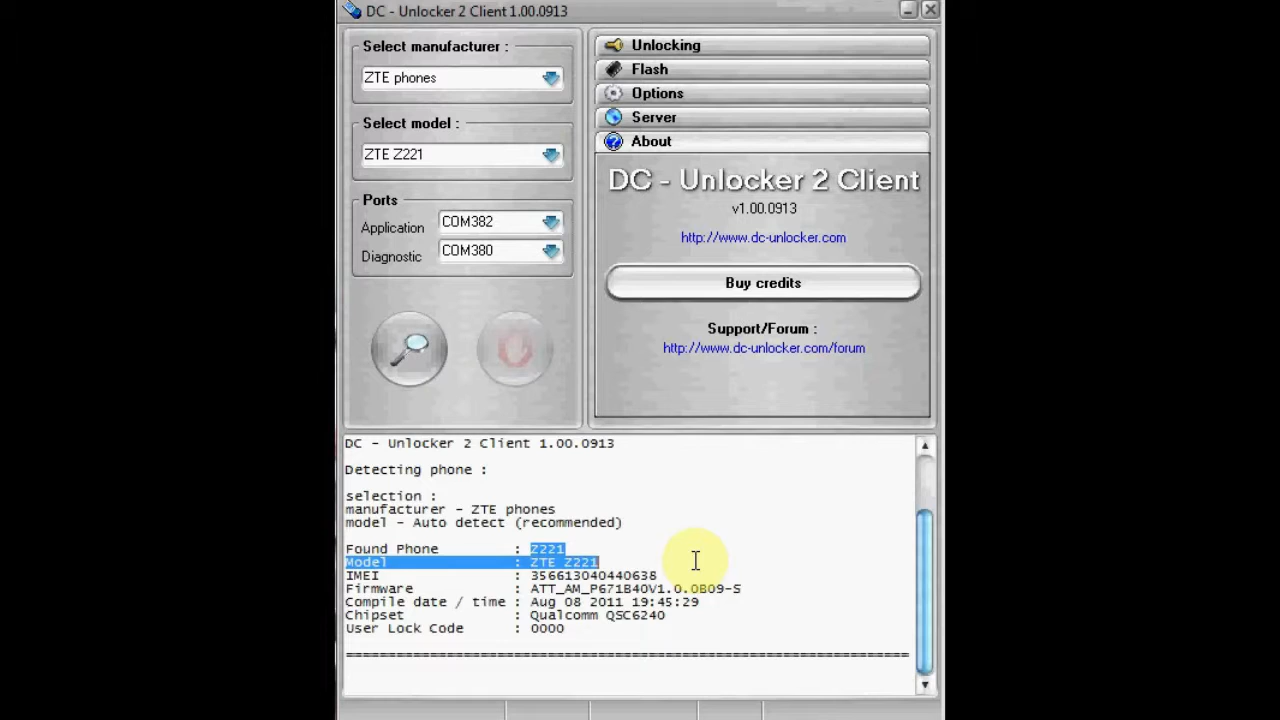 DC - Unlocker 2 Client 1.00.0913
Select manufacturer :
ZTE phones
Select model :
ZTE Z221
Ports
Application COM382
Diagnostic COM380
Unlocking
Flash
Options
Server
About
DC - Unlocker 2 Client
v1.00.0913
http://www.dc-unlocker.com
Buy credits
Support/Forum :
http://www.dc-unlocker.com/forum
DC - Unlocker 2 Client 1.00.0913
Detecting phone :
selection :
manufacturer - ZTE phones
model - Auto detect (recommended)
Found Phone : Z221
Model : ZTE Z221
IMEI : 356613040440638
Firmware : ATT_AM_P671B40V1.0.0B09-S
Compile date / time : Aug 08 2011 19:45:29
Chipset : Qualcomm QSC6240
User Lock Code : 0000
===================================================================